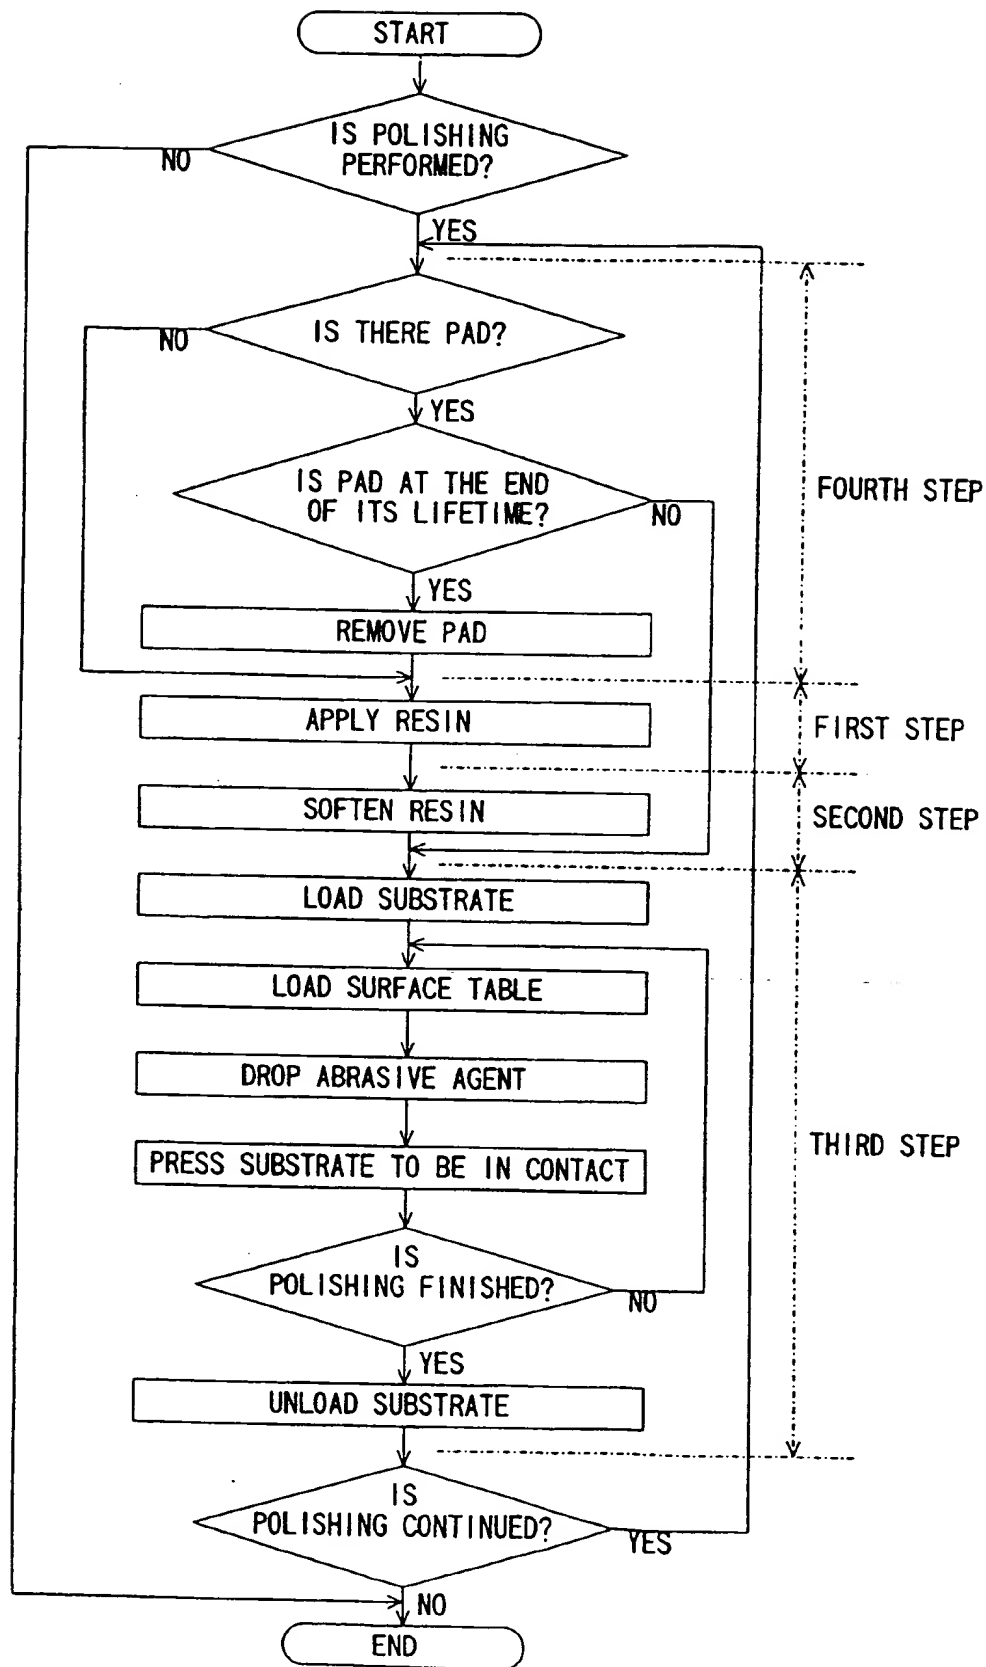 START
IS POLISHING
PERFORMED?
NO
YES
IS THERE PAD?
NO
YES
IS PAD AT THE END
OF ITS LIFETIME?
NO
FOURTH STEP
YES
REMOVE PAD
APPLY RESIN
FIRST STEP
SOFTEN RESIN
SECOND STEP
LOAD SUBSTRATE
LOAD SURFACE TABLE
DROP ABRASIVE AGENT
PRESS SUBSTRATE TO BE IN CONTACT
THIRD STEP
IS
POLISHING FINISHED?
NO
YES
UNLOAD SUBSTRATE
IS
POLISHING CONTINUED?
YES
NO
END